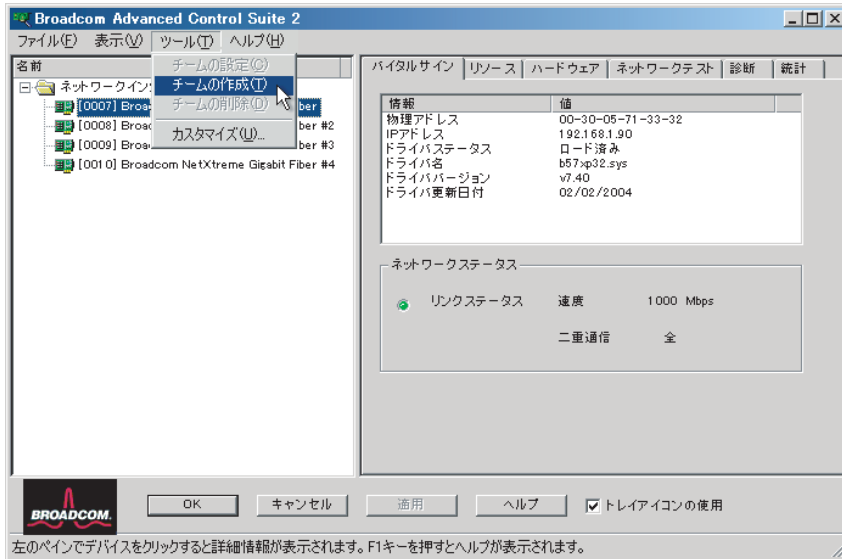 Broadcom Advanced Control Suite 2
ファイル(F) 表示(V) ツール(T) ヘルプ(H)
チームの設定(C)
チームの作成(T)
チームの削除(D)
カスタマイズ(U)...
名前
ネットワークイン
[0007] Broa ber
[0008] Broad ber #2
[0009] Broa ber #3
[0010] Broadcom NetXtreme Gigabit Fiber #4
バイタルサイン リソース ハードウェア ネットワークテスト 診断 統計
情報 値
物理アドレス 00-30-05-71-33-32
IPアドレス 192.168.1.90
ドライバステータス ロード済み
ドライバ名 b57xp32.sys
ドライババージョン v7.40
ドライバ更新日付 02/02/2004
ネットワークステータス
リンクステータス 速度 1000 Mbps
二重通信 全
BROADCOM.
OK キャンセル 適用 ヘルプ トレイアイコンの使用
左のペインでデバイスをクリックすると詳細情報が表示されます。F1キーを押すとヘルプが表示されます。